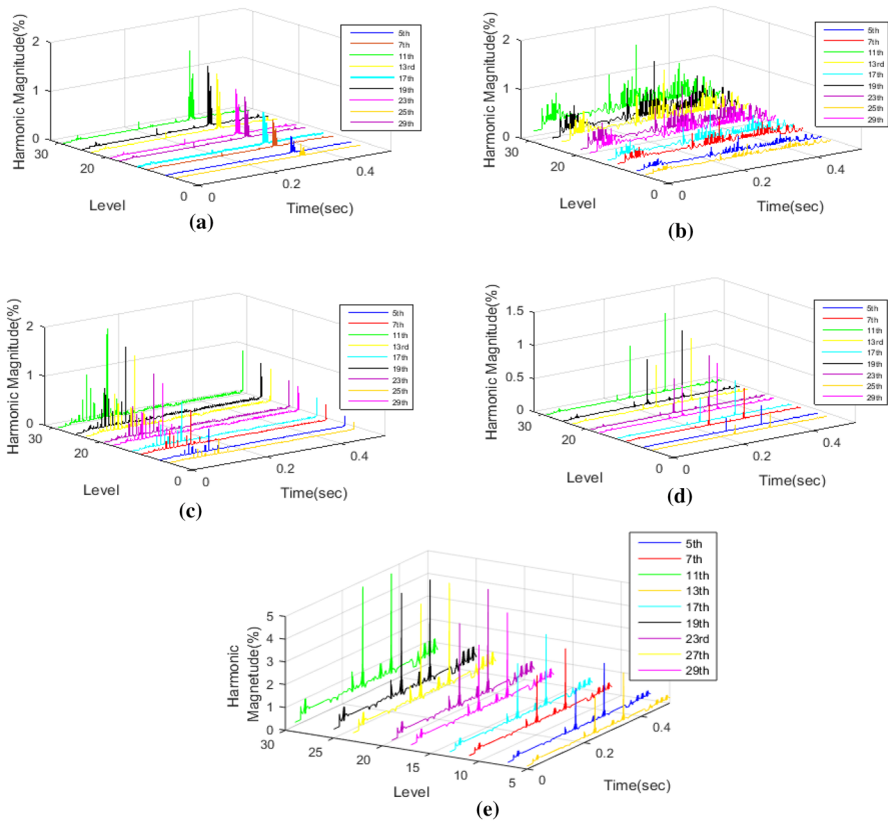 Harmonic Magnitude(%)
2
1
0
30
20
0
Level
0
0.2
0.4
Time(sec)
5th
7th
11th
13rd
17th
19th
23th
25th
29th
(a)
Harmonic Magnitude(%)
2
1
0
30
20
0
Level
0
0.2
0.4
Time(sec)
5th
7th
11th
13rd
17th
19th
23th
25th
29th
(b)
Harmonic Magnitude(%)
2
1
0
30
20
0
Level
0
0.2
0.4
Time(sec)
5th
7th
11th
13rd
17th
19th
23th
25th
29th
(c)
Harmonic Magnitude(%)
1.5
1
0.5
0
30
20
0
Level
0
0.2
0.4
Time(sec)
5th
7th
11th
13rd
17th
19th
23th
25th
29th
(d)
Harmonic
Magnetude(%)
5
4
3
2
1
0
30
25
20
15
10
5
Level
0
0.2
0.4
Time(sec)
5th
7th
11th
13th
17th
19th
23rd
27th
29th
(e)